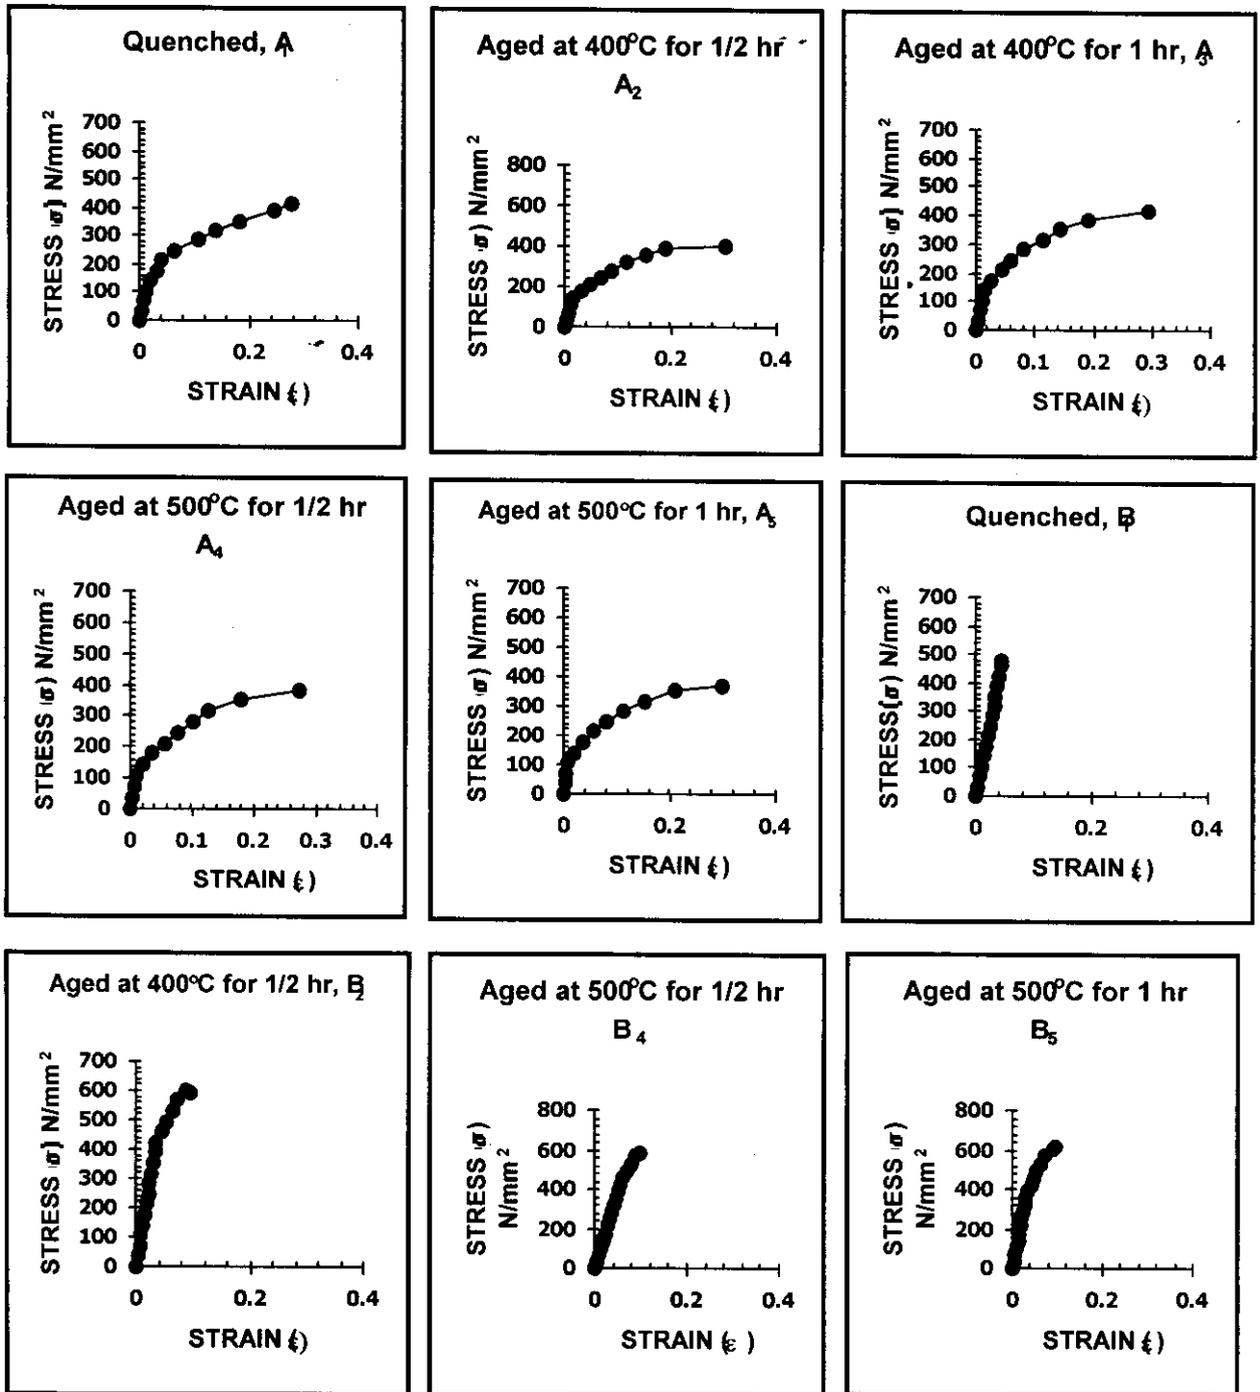 Quenched, A₁
STRESS (σ) N/mm²
700
600
500
400
300
200
100
0
0 0.2 0.4
STRAIN (ε)
Aged at 400°C for 1/2 hr
A₂
STRESS (σ) N/mm²
800
600
400
200
0
0 0.2 0.4
STRAIN (ε)
Aged at 400°C for 1 hr, A₃
STRESS (σ) N/mm²
700
600
500
400
300
200
100
0
0 0.1 0.2 0.3 0.4
STRAIN (ε)
Aged at 500°C for 1/2 hr
A₄
STRESS (σ) N/mm²
700
600
500
400
300
200
100
0
0 0.1 0.2 0.3 0.4
STRAIN (ε)
Aged at 500°C for 1 hr, A₅
STRESS (σ) N/mm²
700
600
500
400
300
200
100
0
0 0.2 0.4
STRAIN (ε)
Quenched, B₁
STRESS(σ) N/mm²
700
600
500
400
300
200
100
0
0 0.2 0.4
STRAIN (ε)
Aged at 400°C for 1/2 hr, B₂
STRESS (σ) N/mm²
700
600
500
400
300
200
100
0
0 0.2 0.4
STRAIN (ε)
Aged at 500°C for 1/2 hr
B₄
STRESS (σ)
N/mm²
800
600
400
200
0
0 0.2 0.4
STRAIN (ε )
Aged at 500°C for 1 hr
B₅
STRESS (σ)
N/mm²
800
600
400
200
0
0 0.2 0.4
STRAIN (ε)